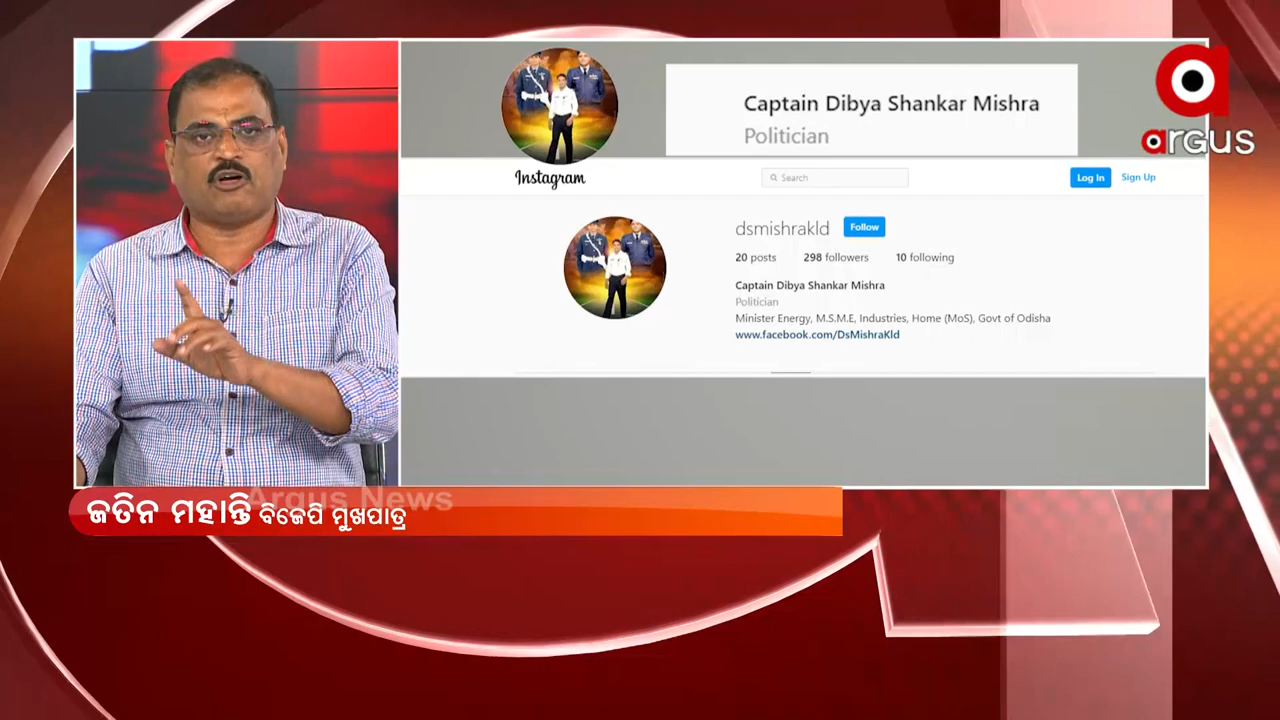 Captain Dibya Shankar Mishra
Politician
argus
Instagram
Search
Log In
Sign Up
dsmishrakld
Follow
20 posts 298 followers 10 following
Captain Dibya Shankar Mishra
Politician
Minister Energy, M.S.M.E, Industries, Home (MoS), Govt of Odisha
www.facebook.com/DsMishraKld
Argus News
ଜତିନ ମହାନ୍ତି ବିଜେପି ମୁଖପାତ୍ର